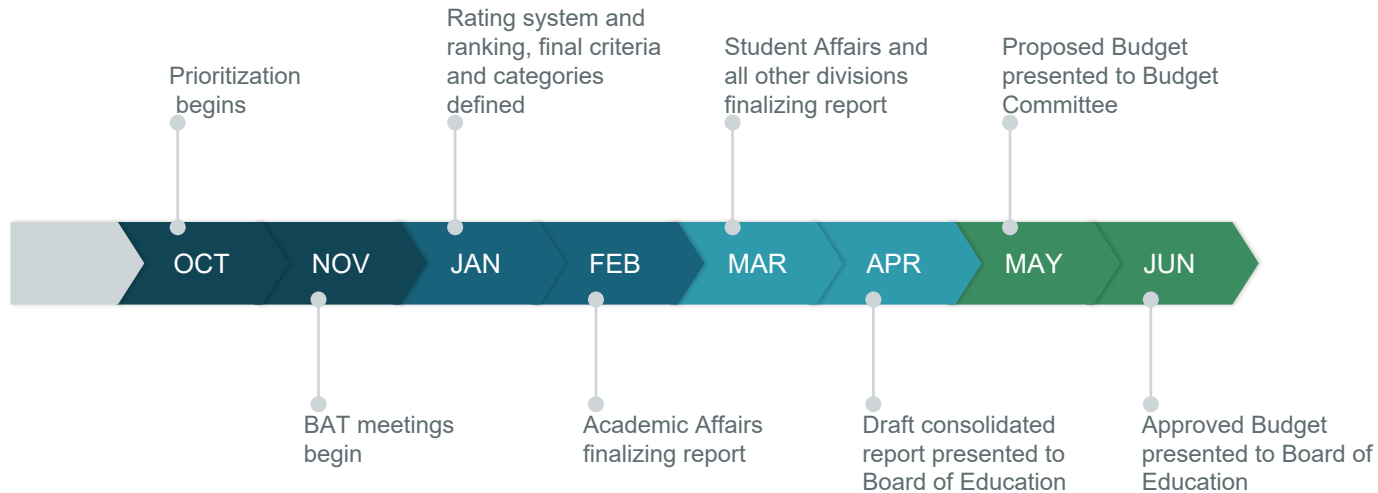 Prioritization
begins
Rating system and
ranking, final criteria
and categories
defined
Student Affairs and
all other divisions
finalizing report
Proposed Budget
presented to Budget
Committee
OCT
NOV
JAN
FEB
MAR
APR
MAY
JUN
BAT meetings
begin
Academic Affairs
finalizing report
Draft consolidated
report presented to
Board of Education
Approved Budget
presented to Board of
Education